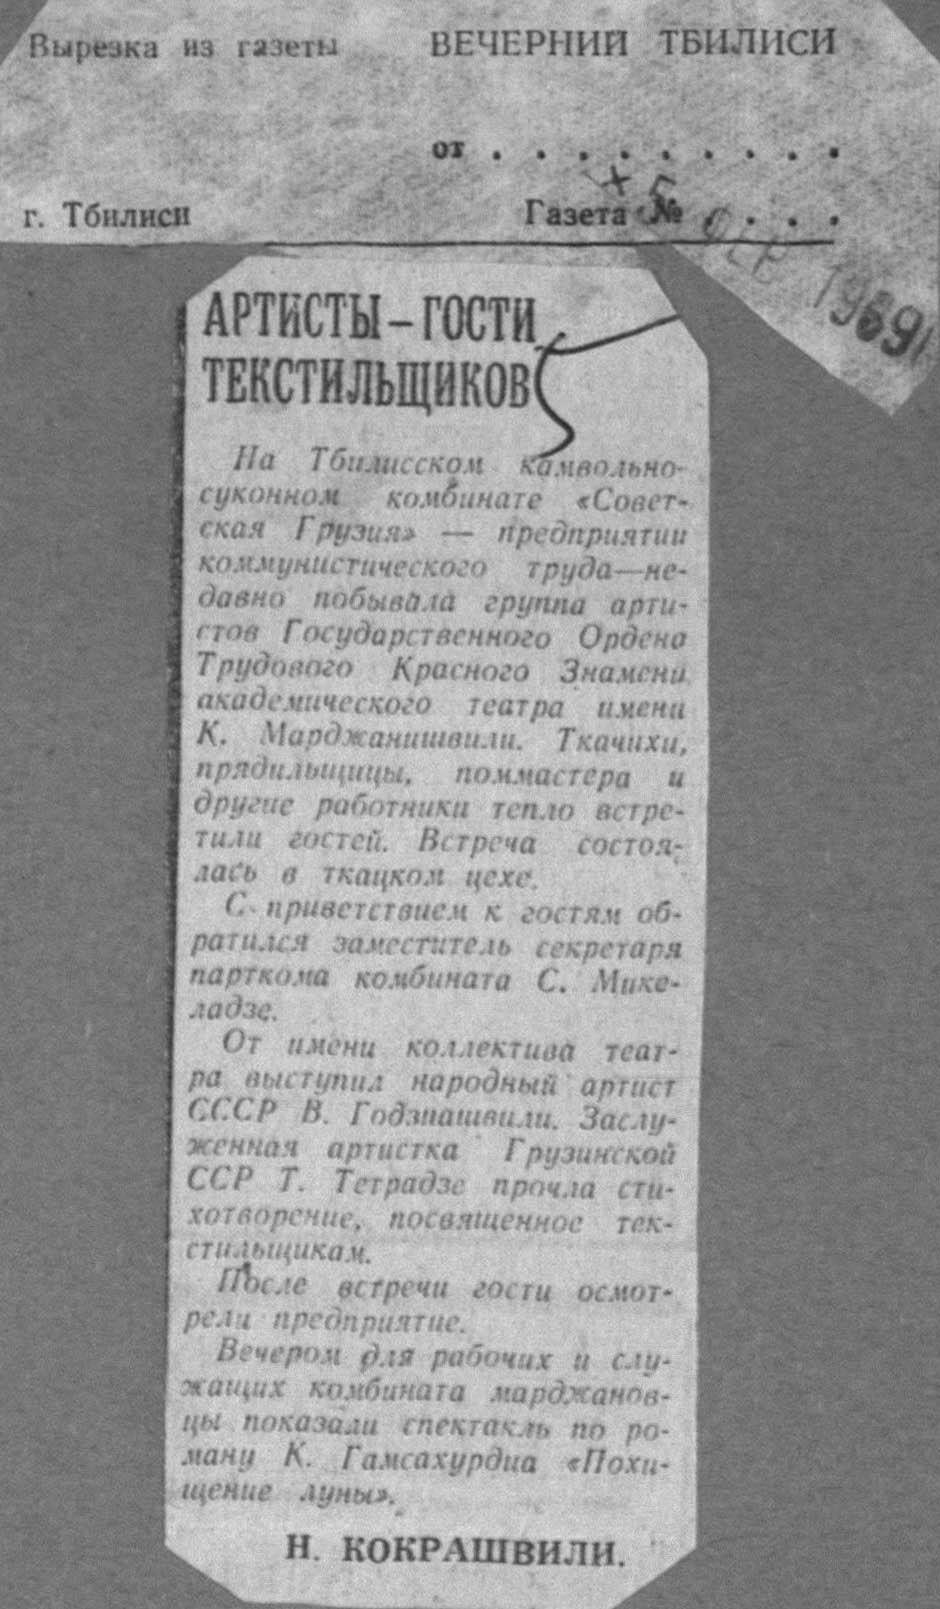 Вырезка из газеты ВЕЧЕРНИЙ ТБИЛИСИ
от . . . . . . . . .
г. Тбилиси Газета № . . . .
5 ФЕВ 1969
АРТИСТЫ – ГОСТИ
ТЕКСТИЛЬЩИКОВ
На Тбилисском камвольно-
суконном комбинате «Совет-
ская Грузия» — предприятии
коммунистического труда—не-
давно побывала группа арти-
стов Государственного Ордена
Трудового Красного Знамени
академического театра имени
К. Марджанишвили. Ткачихи,
прядильщицы, поммастера и
другие работники тепло встре-
тили гостей. Встреча состоя-
лась в ткацком цехе.
С приветствием к гостям об-
ратился заместитель секретаря
парткома комбината С. Мике-
ладзе.
От имени коллектива теат-
ра выступил народный артист
СССР В. Годзиашвили. Заслу-
женная артистка Грузинской
ССР Т. Тетрадзе прочла сти-
хотворение, посвященное тек-
стильщикам.
После встречи гости осмот-
рели предприятие.
Вечером для рабочих и слу-
жащих комбината марджанов-
цы показали спектакль по ро-
ману К. Гамсахурдиа «Похи-
щение луны».
Н. КОКРАШВИЛИ.